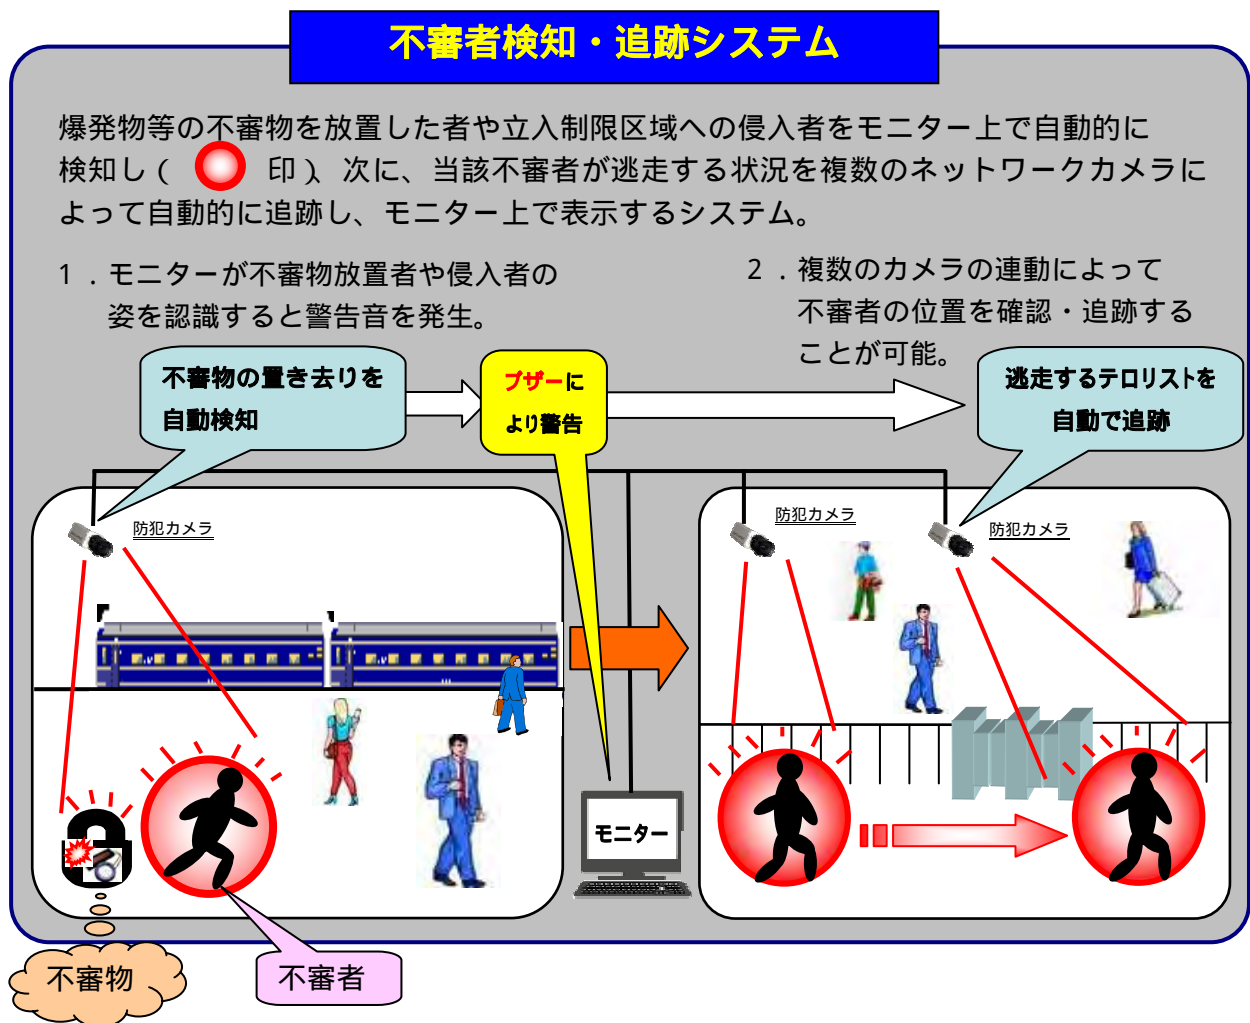 不審者検知・追跡システム
爆発物等の不審物を放置した者や立入制限区域への侵入者をモニター上で自動的に
検知し（ 印）、次に、当該不審者が逃走する状況を複数のネットワークカメラに
よって自動的に追跡し、モニター上で表示するシステム。
1．モニターが不審物放置者や侵入者の
姿を認識すると警告音を発生。
2．複数のカメラの連動によって
不審者の位置を確認・追跡する
ことが可能。
不審物の置き去りを
自動検知
ブザーに
より警告
逃走するテロリストを
自動で追跡
防犯カメラ
防犯カメラ
防犯カメラ
モニター
不審物
不審者